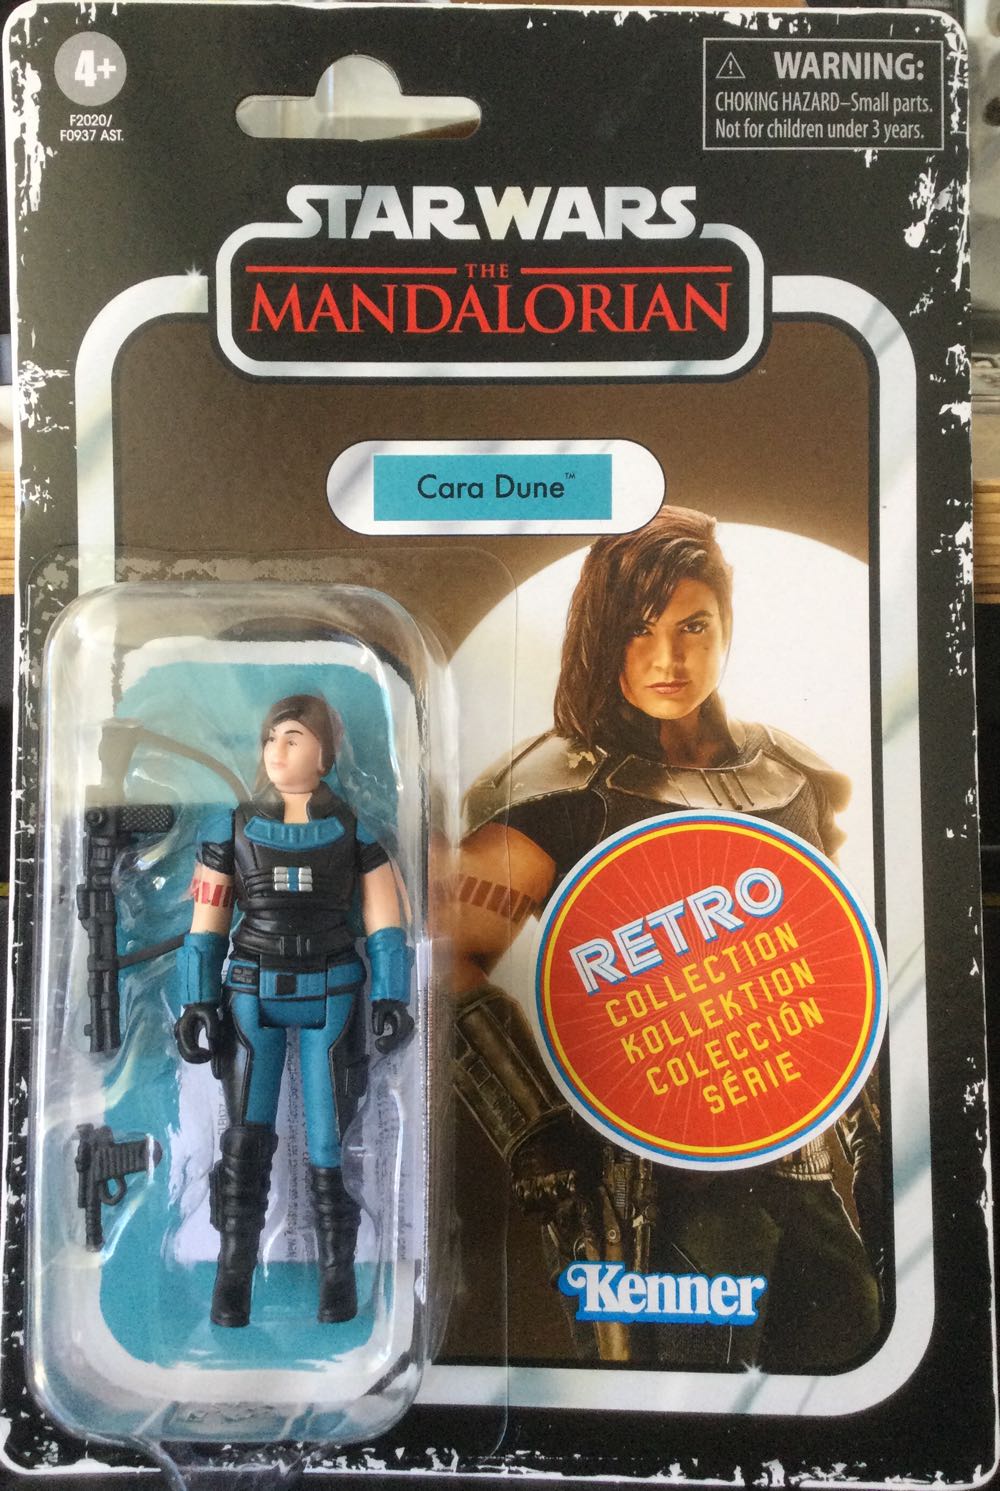 4+
F2020/
F0937 AST.
WARNING:
CHOKING HAZARD–Small parts.
Not for children under 3 years.
STAR WARS
THE
MANDALORIAN
TM
Cara Dune™
RETRO
COLLECTION
KOLLEKTION
COLECCIÓN
SÉRIE
Kenner